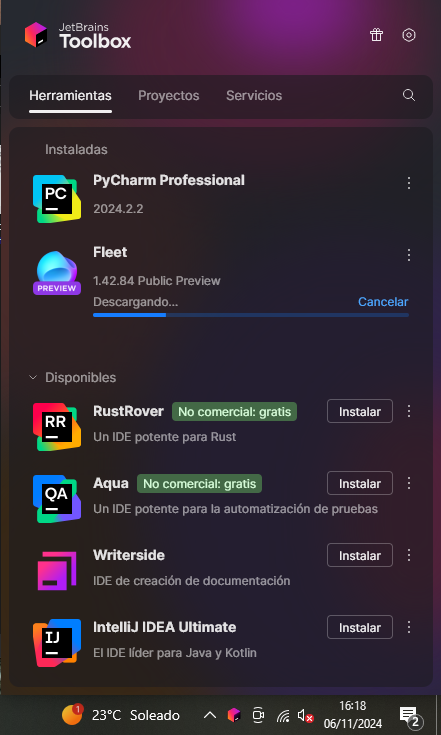 JetBrains
Toolbox
Herramientas Proyectos Servicios
Instaladas
PC
PyCharm Professional
2024.2.2
Fleet
1.42.84 Public Preview
PREVIEW
Descargando... Cancelar
Disponibles
RR
RustRover No comercial: gratis Instalar
Un IDE potente para Rust
QA
Aqua No comercial: gratis Instalar
Un IDE potente para la automatización de pruebas
Writerside Instalar
IDE de creación de documentación
IJ
IntelliJ IDEA Ultimate Instalar
El IDE líder para Java y Kotlin
1
23°C Soleado
16:18
06/11/2024
2